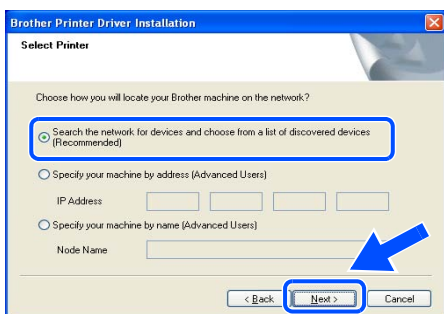 Brother Printer Driver Installation
Select Printer
Choose how you will locate your Brother machine on the network?
Search the network for devices and choose from a list of discovered devices
(Recommended)
Specify your machine by address (Advanced Users)
IP Address
Specify your machine by name (Advanced Users)
Node Name
< Back Next > Cancel